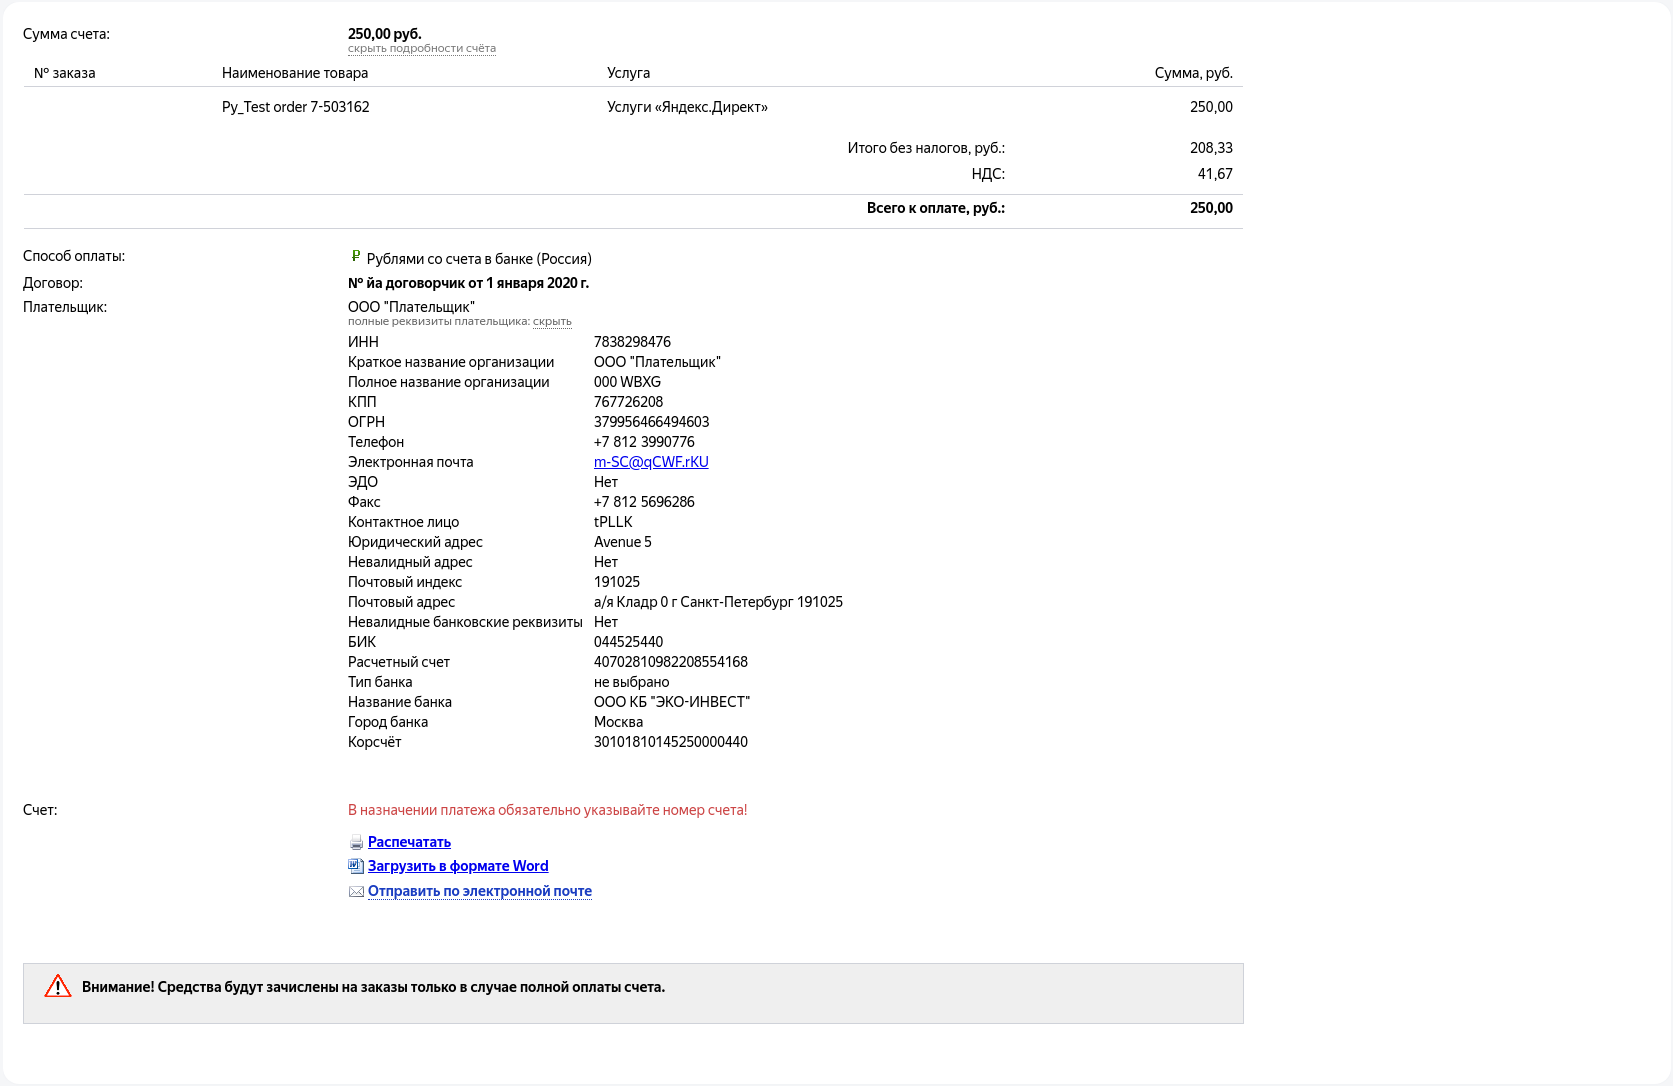 Сумма счета: 250,00 руб.
скрыть подробности счёта
№ заказа Наименование товара Услуга Сумма, руб.
Py_Test order 7-503162 Услуги «Яндекс.Директ» 250,00
Итого без налогов, руб.: 208,33
НДС: 41,67
Всего к оплате, руб.: 250,00
Способ оплаты: Рублями со счета в банке (Россия)
Договор: № йа договорчик от 1 января 2020 г.
Плательщик: ООО "Плательщик"
полные реквизиты плательщика: скрыть
ИНН 7838298476
Краткое название организации ООО "Плательщик"
Полное название организации 000 WBXG
КПП 767726208
ОГРН 379956466494603
Телефон +7 812 3990776
Электронная почта m-SC@qCWF.rKU
ЭДО Нет
Факс +7 812 5696286
Контактное лицо tPLLK
Юридический адрес Avenue 5
Невалидный адрес Нет
Почтовый индекс 191025
Почтовый адрес а/я Кладр 0 г Санкт-Петербург 191025
Невалидные банковские реквизиты Нет
БИК 044525440
Расчетный счет 40702810982208554168
Тип банка не выбрано
Название банка ООО КБ "ЭКО-ИНВЕСТ"
Город банка Москва
Корсчёт 30101810145250000440
Счет: В назначении платежа обязательно указывайте номер счета!
Распечатать
Загрузить в формате Word
Отправить по электронной почте
Внимание! Средства будут зачислены на заказы только в случае полной оплаты счета.